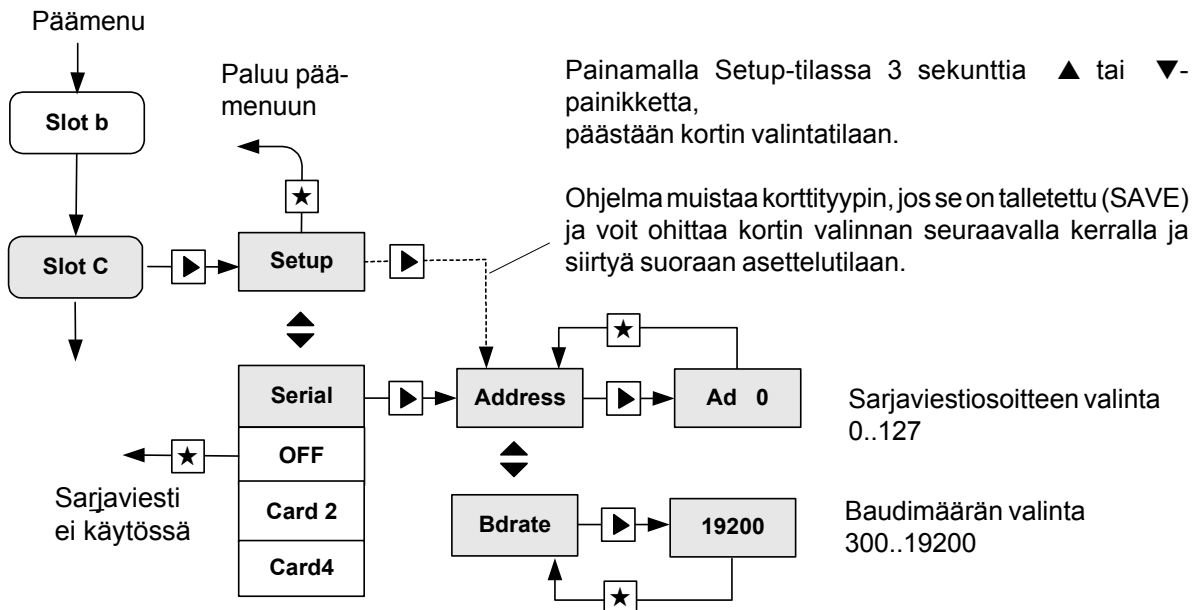 Päämenu
Slot b
Slot C
Paluu pää-
menuun
Setup
Painamalla Setup-tilassa 3 sekunttia ▲ tai ▼-
painikketta,
päästään kortin valintatilaan.
Ohjelma muistaa korttityypin, jos se on talletettu (SAVE)
ja voit ohittaa kortin valinnan seuraavalla kerralla ja
siirtyä suoraan asettelutilaan.
Serial
OFF
Card 2
Card4
Sarjaviesti
ei käytössä
Address
Ad 0
Sarjaviestiosoitteen valinta
0..127
Bdrate
19200
Baudimäärän valinta
300..19200